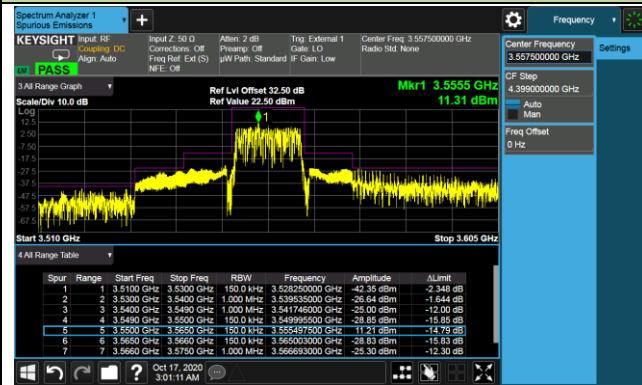 Spectrum Analyzer 1
Spurious Emissions
+
Frequency
KEYSIGHT Input: RF Input Z: 50 Ω Atten: 2 dB Trig: External 1 Center Freq: 3.557500000 GHz
Coupling: DC Corrections: Off Preamp: Off Gate: LO Radio Std: None
Align: Auto Freq Ref: Ext (S) µW Path: Standard IF Gain: Low
PASS NFE: Off
Center Frequency
3.557500000 GHz
Settings
CF Step
4.399000000 GHz
Auto
Man
Freq Offset
0 Hz
3 All Range Graph
Ref Lvl Offset 32.50 dB Mkr1 3.5555 GHz
Scale/Div 10.0 dB Ref Value 22.50 dBm 11.31 dBm
Log
12.5
2.50
-7.50
-17.5
-27.5
-37.5
-47.5
-57.5
-67.5
1
Start 3.510 GHz Stop 3.605 GHz
4 All Range Table
Spur Range Start Freq Stop Freq RBW Frequency Amplitude ΔLimit
1 1 3.5100 GHz 3.5300 GHz 150.0 kHz 3.528250000 GHz -42.35 dBm -2.348 dB
2 2 3.5300 GHz 3.5400 GHz 1.000 MHz 3.539535000 GHz -26.64 dBm -1.644 dB
3 3 3.5400 GHz 3.5490 GHz 1.000 MHz 3.541746000 GHz -25.00 dBm -12.00 dB
4 4 3.5490 GHz 3.5500 GHz 150.0 kHz 3.549995500 GHz -28.85 dBm -15.85 dB
5 5 3.5500 GHz 3.5650 GHz 150.0 kHz 3.555497500 GHz 11.21 dBm -14.79 dB
6 6 3.5650 GHz 3.5660 GHz 150.0 kHz 3.565003000 GHz -28.83 dBm -15.83 dB
7 7 3.5660 GHz 3.5750 GHz 1.000 MHz 3.566693000 GHz -25.30 dBm -12.30 dB
? Oct 17, 2020
3:01:11 AM